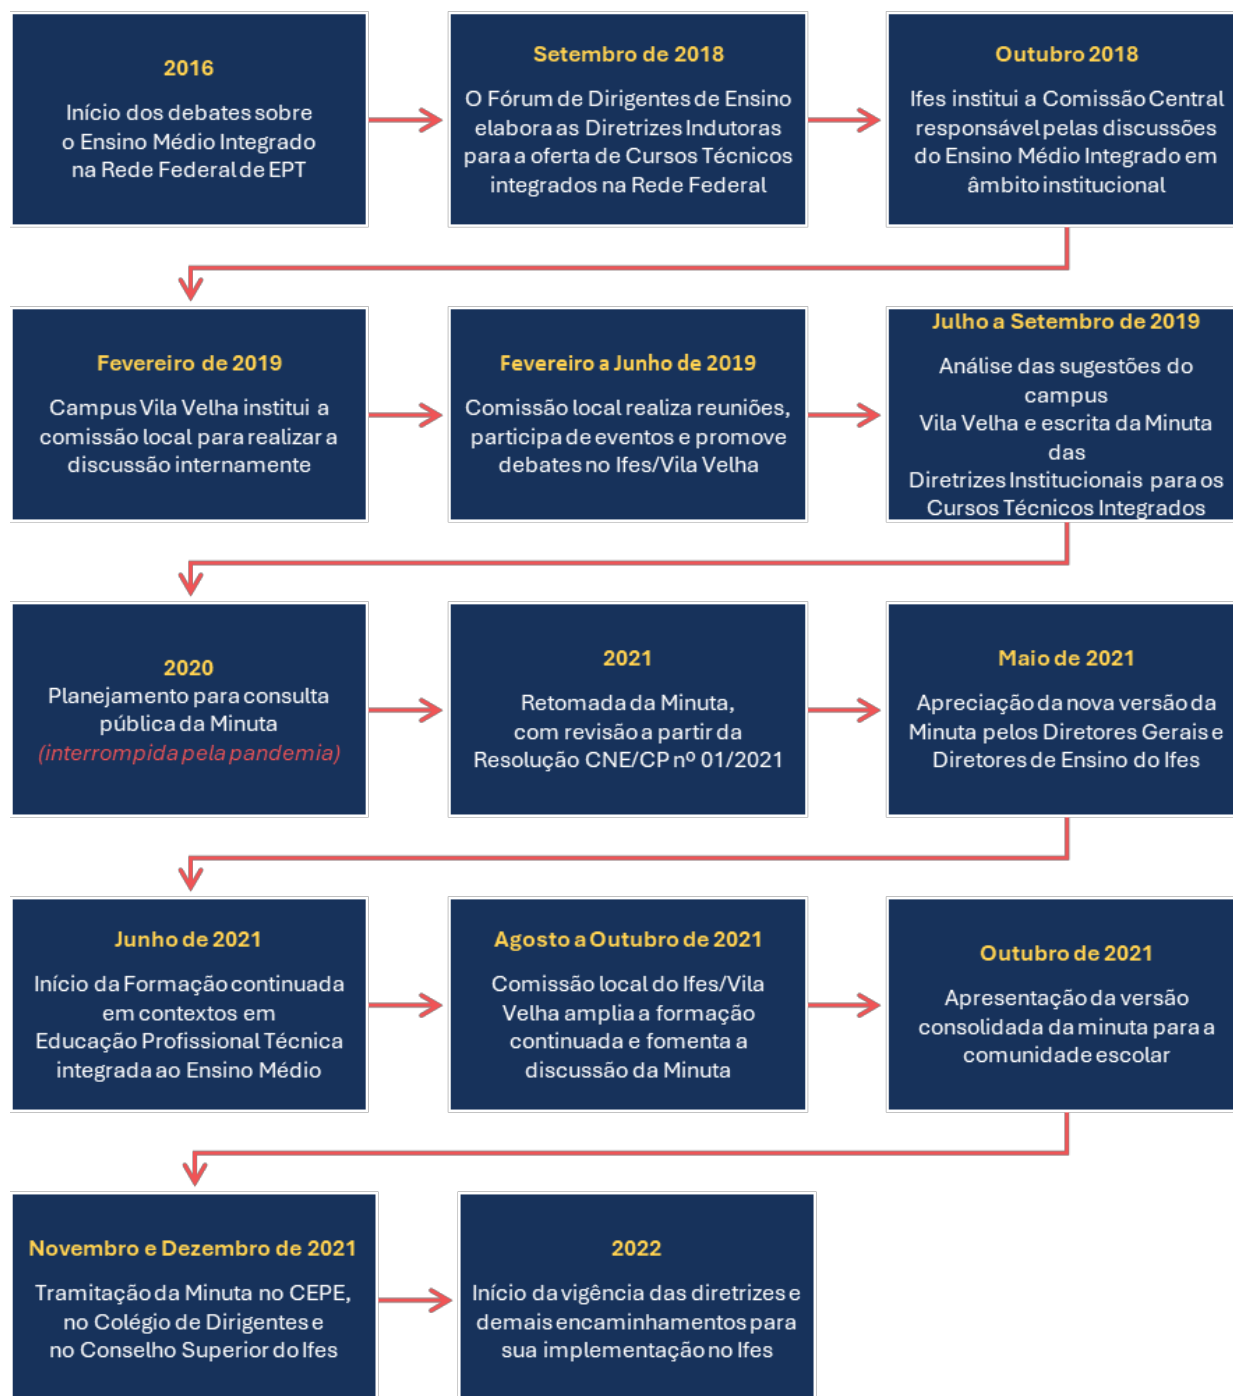 2016
Início dos debates sobre
o Ensino Médio Integrado
na Rede Federal de EPT
Setembro de 2018
O Fórum de Dirigentes de Ensino
elabora as Diretrizes Indutoras
para a oferta de Cursos Técnicos
integrados na Rede Federal
Outubro 2018
Ifes institui a Comissão Central
responsável pelas discussões
do Ensino Médio Integrado em
âmbito institucional
Fevereiro de 2019
Campus Vila Velha institui a
comissão local para realizar a
discussão internamente
Fevereiro a Junho de 2019
Comissão local realiza reuniões,
participa de eventos e promove
debates no Ifes/Vila Velha
Julho a Setembro de 2019
Análise das sugestões do
campus
Vila Velha e escrita da Minuta
das
Diretrizes Institucionais para os
Cursos Técnicos Integrados
2020
Planejamento para consulta
pública da Minuta
(interrompida pela pandemia)
2021
Retomada da Minuta,
com revisão a partir da
Resolução CNE/CP nº 01/2021
Maio de 2021
Apreciação da nova versão da
Minuta pelos Diretores Gerais e
Diretores de Ensino do Ifes
Junho de 2021
Início da Formação continuada
em contextos em
Educação Profissional Técnica
integrada ao Ensino Médio
Agosto a Outubro de 2021
Comissão local do Ifes/Vila
Velha amplia a formação
continuada e fomenta a
discussão da Minuta
Outubro de 2021
Apresentação da versão
consolidada da minuta para a
comunidade escolar
Novembro e Dezembro de 2021
Tramitação da Minuta no CEPE,
no Colégio de Dirigentes e
no Conselho Superior do Ifes
2022
Início da vigência das diretrizes e
demais encaminhamentos para
sua implementação no Ifes